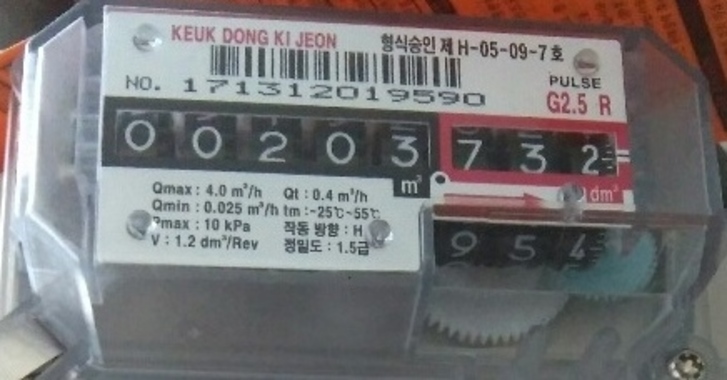 KEUK DONG KI JEON 형식승인 제 H-05-09-7 호
PULSE
NO. 171312019590 G2.5 R
00203 732
m³ dm³
Qmax : 4.0 m³/h Qt : 0.4 m³/h
Qmin : 0.025 m³/h tm : -25℃~55℃
Pmax : 10 kPa 작동 방향 : H
V : 1.2 dm³/Rev 정밀도 : 1.5급
954